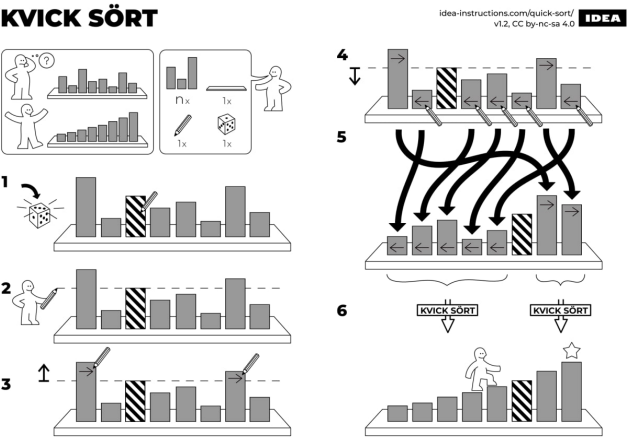 KVICK SÖRT
idea-instructions.com/quick-sort/
v1.2, CC by-nc-sa 4.0
IDEA
?
n x
1x
1x
1x
1
2
3
4
5
KVICK SÖRT
KVICK SÖRT
6